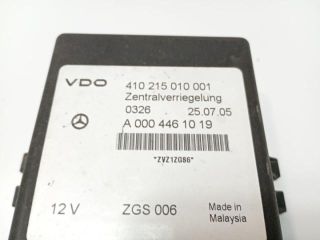 VDO 410 215 010 001
Zentralverriegelung
0326 25.07.05
A 000 446 10 19
*ZVZ1ZG86*
12 V ZGS 006 Made in
Malaysia